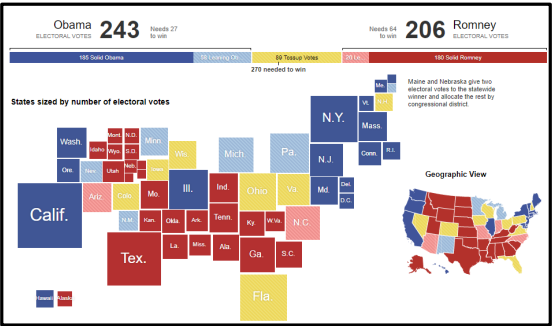 Obama 243 Needs 27 Needs 64 206 Romney
ELECTORAL VOTES to win to win ELECTORAL VOTES
185 Solid Obama 58 Leaning Ob... 89 Tossup Votes 180 Solid Romney
270 needed to win
Maine and Nebraska give two
electoral votes to the statewide
winner and allocate the rest by
congressional district.
States sized by number of electoral votes
Me.
N.Y. Vt. N.H.
Wash. Mont. N.D. Minn. Mass.
Idaho Wyo. S.D. Wis. Mich. Pa.
Ore. Nev. Utah Neb. Iowa N.J. Conn. R.I.
Geographic View
Calif. Ariz. Colo. Mo. Ill. Ind. Ohio Va. Md. Del.
D.C.
N.M. Kan. Okla. Ark. Tenn. Ky. W.Va. N.C.
Tex. La. Miss. Ala. Ga. S.C.
Fla.
Hawaii Alaska